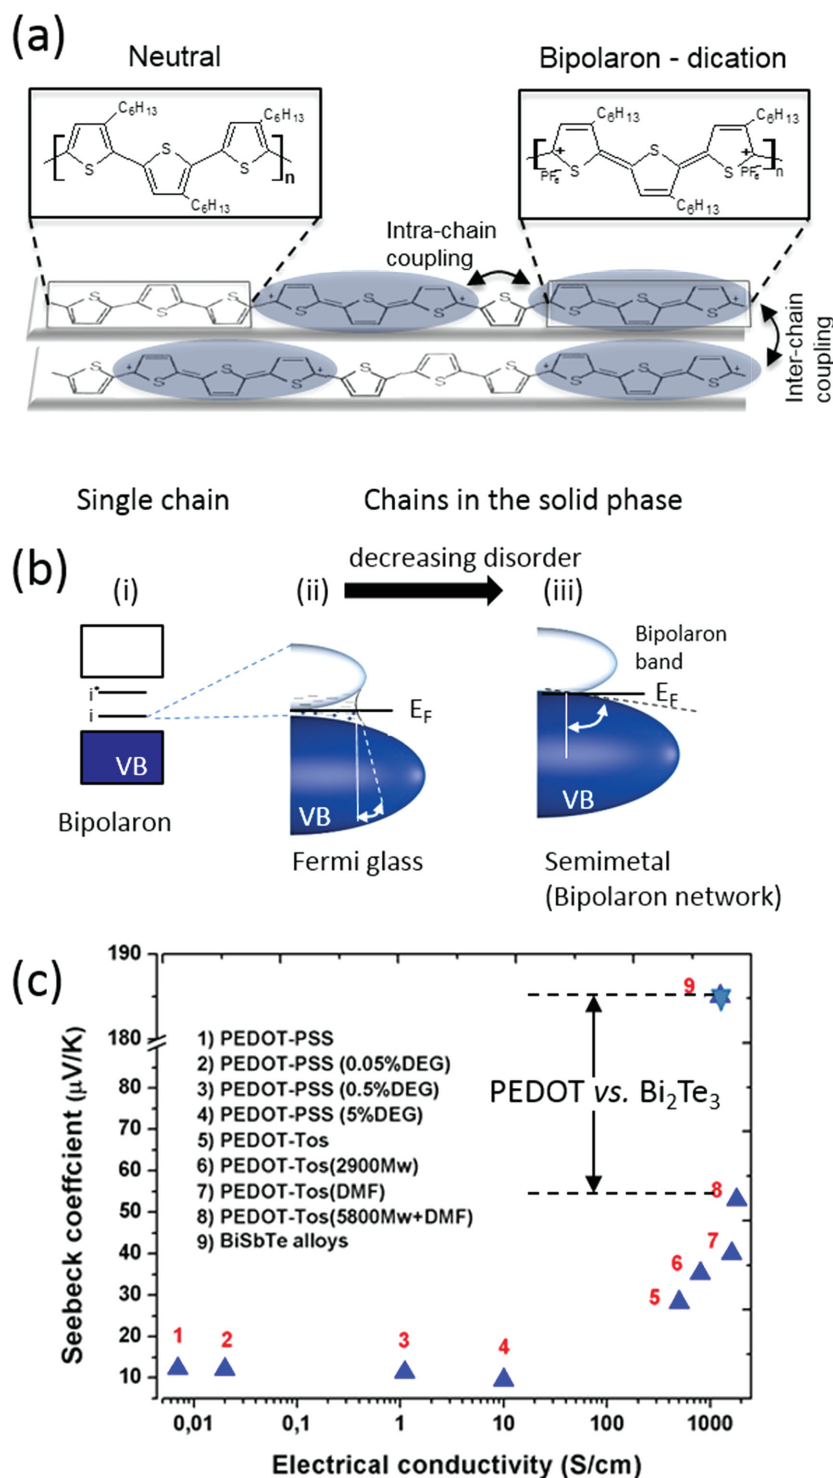 (a)
Neutral
Bipolaron - dication
C₆H₁₃
C₆H₁₃
S
S
S
n
C₆H₁₃
C₆H₁₃
C₆H₁₃
S
+
+
S
S
n
PF₆⁻
PF₆⁻
C₆H₁₃
Intra-chain
coupling
S
S
S
+
S
S
S
+
S
+
S
S
S
+
Inter-chain
coupling
S
+
S
S
S
+
S
S
S
+
S
S
S
+
Single chain
Chains in the solid phase
(b)
decreasing disorder
(i)
(ii)
(iii)
Bipolaron
band
i*
i
E_F
E_F
VB
VB
VB
Bipolaron
Fermi glass
Semimetal
(Bipolaron network)
(c)
190
180
80
70
60
50
40
30
20
10
Seebeck coeffcient (µV/K)
1) PEDOT-PSS
2) PEDOT-PSS (0.05%DEG)
3) PEDOT-PSS (0.5%DEG)
4) PEDOT-PSS (5%DEG)
5) PEDOT-Tos
6) PEDOT-Tos(2900Mw)
7) PEDOT-Tos(DMF)
8) PEDOT-Tos(5800Mw+DMF)
9) BiSbTe alloys
PEDOT vs. Bi₂Te₃
9
8
7
6
5
1
2
3
4
0,01
0,1
1
10
100
1000
Electrical conductivity (S/cm)